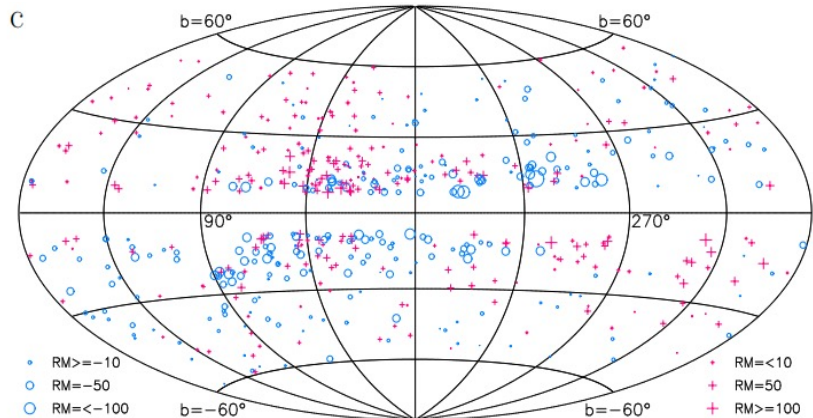 C
b=60° b=60°
90° 270°
RM>=-10 RM=<10
RM=-50 RM=50
RM=<-100 RM>=100
b=-60° b=-60°